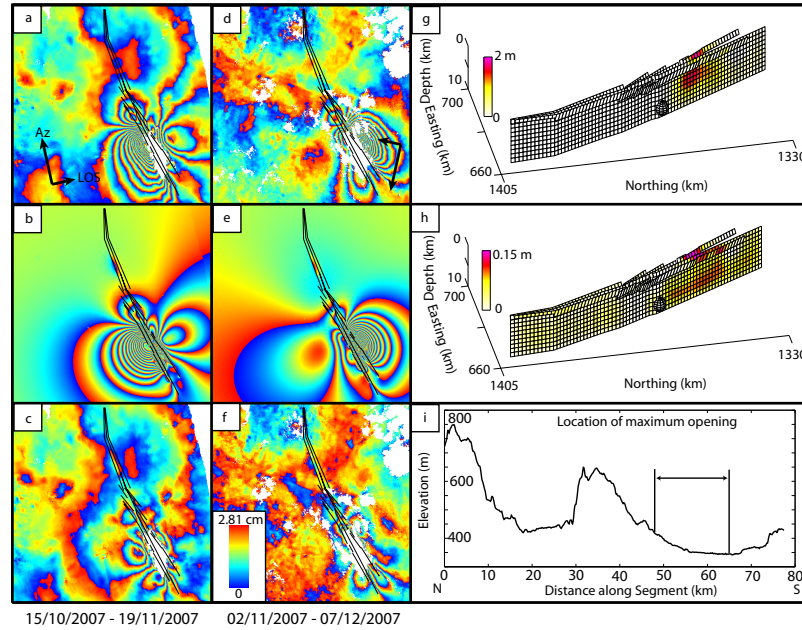 a
Az
LOS
b
c
2.81 cm
0
15/10/2007 - 19/11/2007
d
e
f
02/11/2007 - 07/12/2007
g
0
10
Depth (km)
2 m
0
700
Easting (km)
660
1405
Northing (km)
1330
h
0
10
Depth (km)
0.15 m
0
700
Easting (km)
660
1405
Northing (km)
1330
i
Location of maximum opening
800
600
400
Elevation (m)
0 10 20 30 40 50 60 70 80
N Distance along Segment (km) S